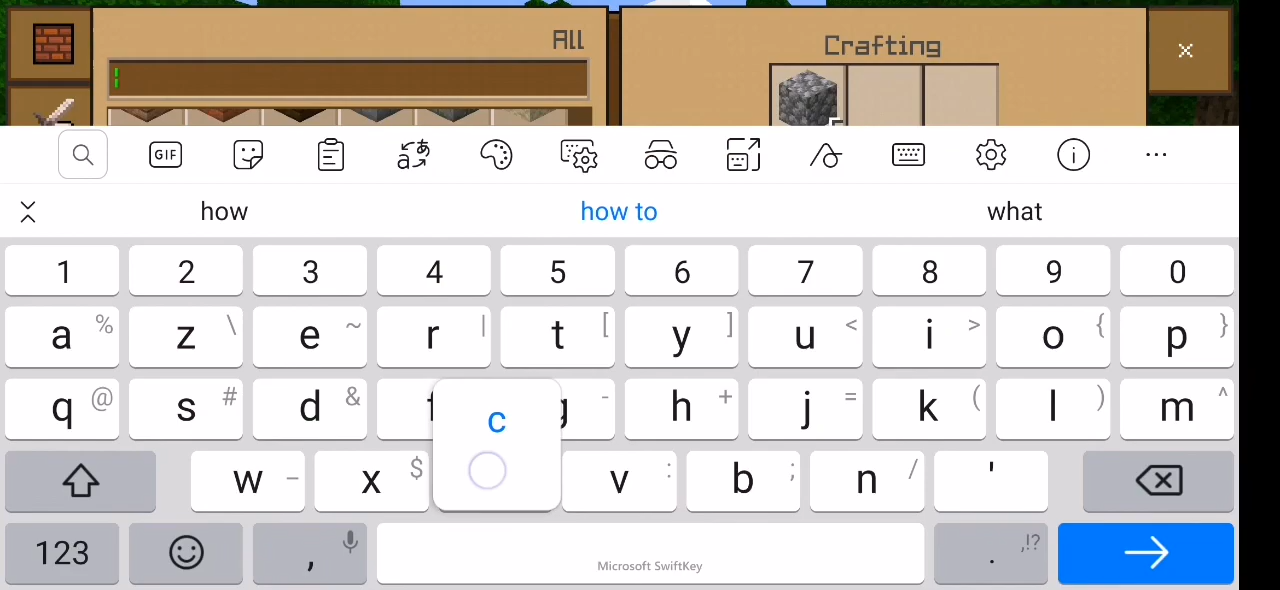 All
Crafting
×
GIF
how how to what
1 2 3 4 5 6 7 8 9 0
a % z \ e ~ r | t [ y ] u < i > o { p }
q @ s # d & f g - h + j = k ( l ) m ^
w _ x $ c v : b ; n / '
123 , . ,!?
Microsoft SwiftKey